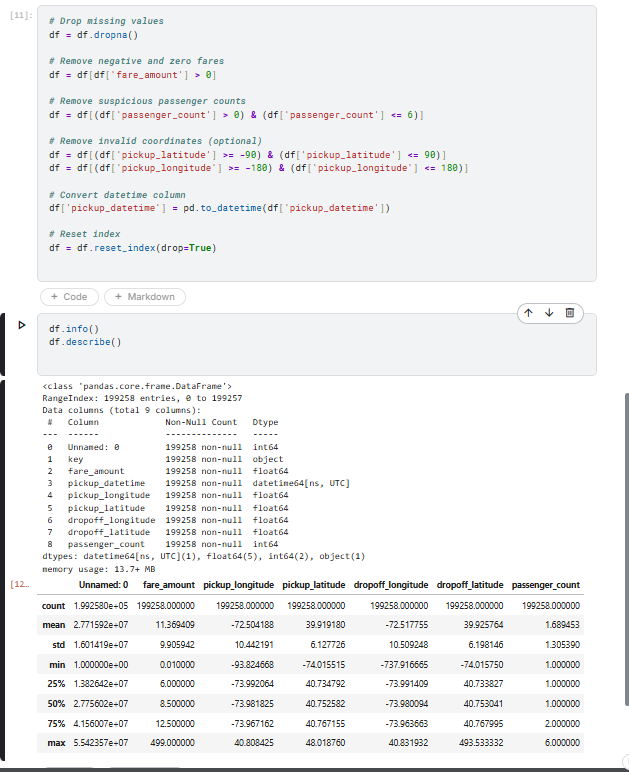 [11]:
# Drop missing values
df = df.dropna()
# Remove negative and zero fares
df = df[df['fare_amount'] > 0]
# Remove suspicious passenger counts
df = df[(df['passenger_count'] > 0) & (df['passenger_count'] <= 6)]
# Remove invalid coordinates (optional)
df = df[(df['pickup_latitude'] >= -90) & (df['pickup_latitude'] <= 90)]
df = df[(df['pickup_longitude'] >= -180) & (df['pickup_longitude'] <= 180)]
# Convert datetime column
df['pickup_datetime'] = pd.to_datetime(df['pickup_datetime'])
# Reset index
df = df.reset_index(drop=True)
+ Code + Markdown
df.info()
df.describe()
<class 'pandas.core.frame.DataFrame'>
RangeIndex: 199258 entries, 0 to 199257
Data columns (total 9 columns):
# Column Non-Null Count Dtype
--- ------ -------------- -----
0 Unnamed: 0 199258 non-null int64
1 key 199258 non-null object
2 fare_amount 199258 non-null float64
3 pickup_datetime 199258 non-null datetime64[ns, UTC]
4 pickup_longitude 199258 non-null float64
5 pickup_latitude 199258 non-null float64
6 dropoff_longitude 199258 non-null float64
7 dropoff_latitude 199258 non-null float64
8 passenger_count 199258 non-null int64
dtypes: datetime64[ns, UTC](1), float64(5), int64(2), object(1)
memory usage: 13.7+ MB
[12...
Unnamed: 0 fare_amount pickup_longitude pickup_latitude dropoff_longitude dropoff_latitude passenger_count
count 1.992580e+05 199258.000000 199258.000000 199258.000000 199258.000000 199258.000000 199258.000000
mean 2.771592e+07 11.369409 -72.504188 39.919180 -72.517755 39.925764 1.689453
std 1.601419e+07 9.905942 10.442191 6.127726 10.509248 6.198146 1.305390
min 1.000000e+00 0.010000 -93.824668 -74.015515 -737.916665 -74.015750 1.000000
25% 1.382642e+07 6.000000 -73.992064 40.734792 -73.991409 40.733827 1.000000
50% 2.775602e+07 8.500000 -73.981825 40.752582 -73.980094 40.753041 1.000000
75% 4.156007e+07 12.500000 -73.967162 40.767155 -73.963663 40.767995 2.000000
max 5.542357e+07 499.000000 40.808425 48.018760 40.831932 493.533332 6.000000